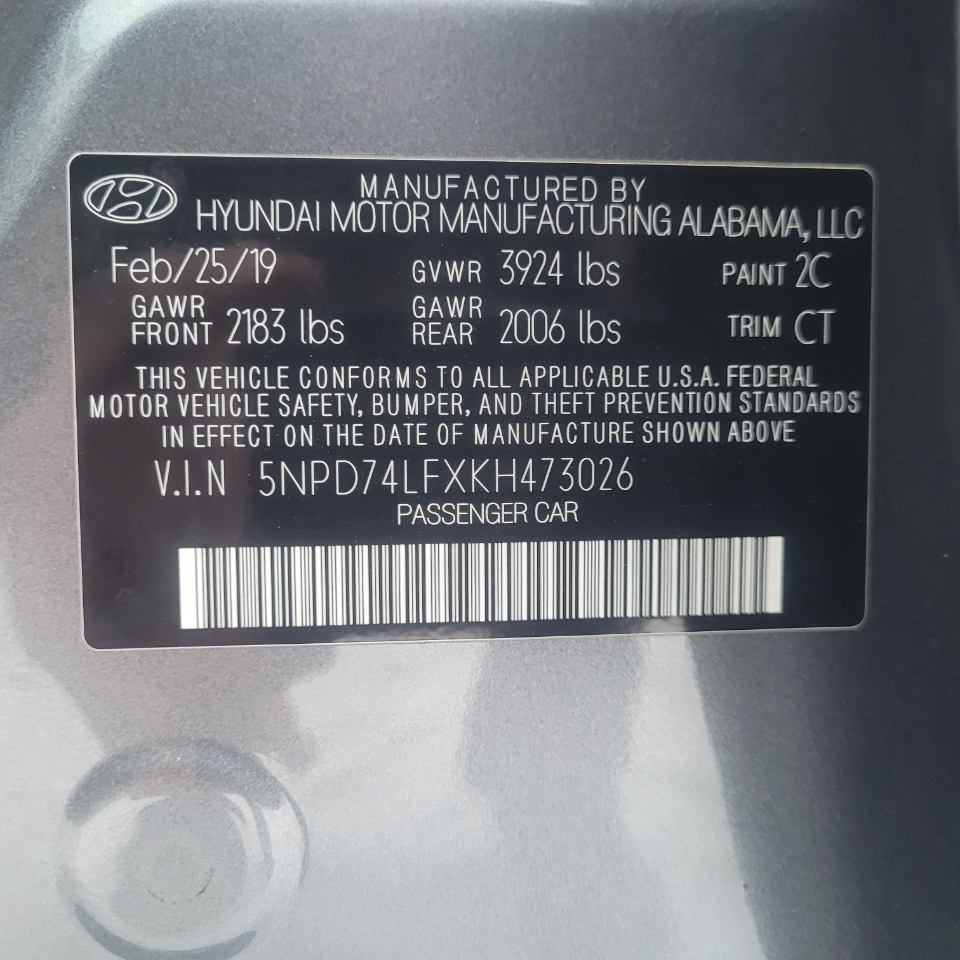 MANUFACTURED BY
HYUNDAI MOTOR MANUFACTURING ALABAMA, LLC
Feb/25/19 GVWR 3924 lbs PAINT 2C
GAWR FRONT 2183 lbs GAWR REAR 2006 lbs TRIM CT
THIS VEHICLE CONFORMS TO ALL APPLICABLE U.S.A. FEDERAL
MOTOR VEHICLE SAFETY, BUMPER, AND THEFT PREVENTION STANDARDS
IN EFFECT ON THE DATE OF MANUFACTURE SHOWN ABOVE
V.I.N 5NPD74LFXKH473026
PASSENGER CAR